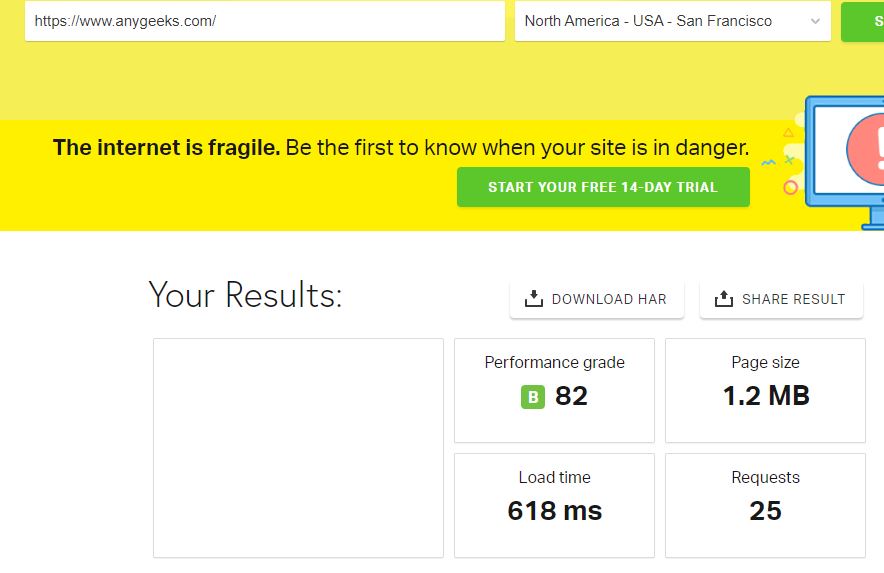 https://www.anygeeks.com/
North America - USA - San Francisco
S
The internet is fragile. Be the first to know when your site is in danger.
START YOUR FREE 14-DAY TRIAL
!
Your Results:
DOWNLOAD HAR
SHARE RESULT
Performance grade
B 82
Page size
1.2 MB
Load time
618 ms
Requests
25